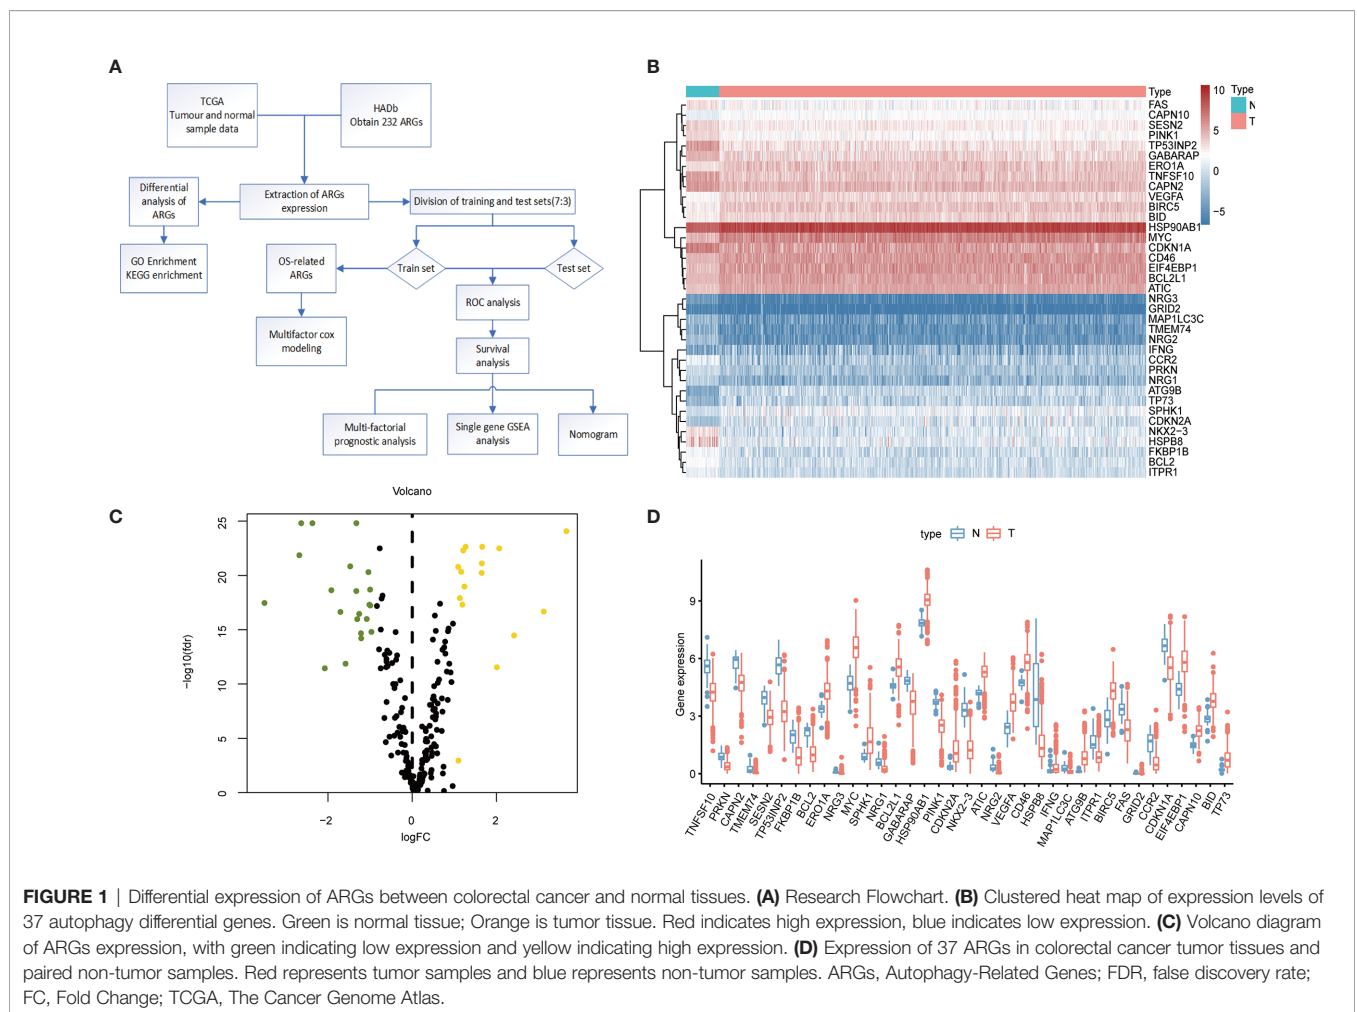 A
TCGA
Tumour and normal
sample data
HADb
Obtain 232 ARGs
Differential
analysis of
ARGs
Extraction of ARGs
expression
Division of training and test sets(7:3)
GO Enrichment
KEGG enrichment
OS-related
ARGs
Train set
Test set
ROC analysis
Multifactor cox
modeling
Survival
analysis
Multi-factorial
prognostic analysis
Single gene GSEA
analysis
Nomogram
B
Type
FAS
CAPN10
SESN2
PINK1
TP53INP2
GABARAP
ERO1A
TNFSF10
CAPN2
VEGFA
BIRC5
BID
HSP90AB1
MYC
CDKN1A
CD46
EIF4EBP1
BCL2L1
ATIC
NRG3
GRID2
MAP1LC3C
TMEM74
NRG2
IFNG
CCR2
PRKN
NRG1
ATG9B
TP73
SPHK1
CDKN2A
NKX2−3
HSPB8
FKBP1B
BCL2
ITPR1
10
5
0
−5
Type
N
T
C
Volcano
−log10(fdr)
25
20
15
10
5
0
−2
0
2
logFC
D
type
N
T
Gene expression
9
6
3
0
TNFSF10
PRKN
CAPN2
TMEM74
SESN2
TP53INP2
FKBP1B
BCL2
ERO1A
NRG3
MYC
SPHK1
NRG1
BCL2L1
GABARAP
HSP90AB1
PINK1
CDKN2A
NKX2−3
ATIC
NRG2
VEGFA
CD46
HSPB8
IFNG
MAP1LC3C
ATG9B
ITPR1
BIRC5
FAS
GRID2
CCR2
CDKN1A
EIF4EBP1
CAPN10
BID
TP73
FIGURE 1 | Differential expression of ARGs between colorectal cancer and normal tissues. (A) Research Flowchart. (B) Clustered heat map of expression levels of
37 autophagy differential genes. Green is normal tissue; Orange is tumor tissue. Red indicates high expression, blue indicates low expression. (C) Volcano diagram
of ARGs expression, with green indicating low expression and yellow indicating high expression. (D) Expression of 37 ARGs in colorectal cancer tumor tissues and
paired non-tumor samples. Red represents tumor samples and blue represents non-tumor samples. ARGs, Autophagy-Related Genes; FDR, false discovery rate;
FC, Fold Change; TCGA, The Cancer Genome Atlas.